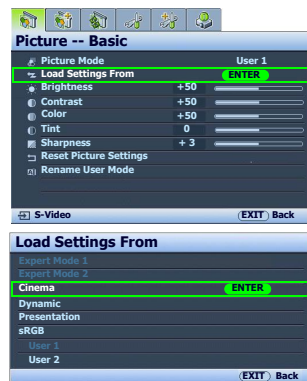 Picture -- Basic
Picture Mode User 1
Load Settings From ENTER
Brightness +50
Contrast +50
Color +50
Tint 0
Sharpness + 3
Reset Picture Settings
Rename User Mode
S-Video EXIT Back
Load Settings From
Expert Mode 1
Expert Mode 2
Cinema ENTER
Dynamic
Presentation
sRGB
User 1
User 2
EXIT Back